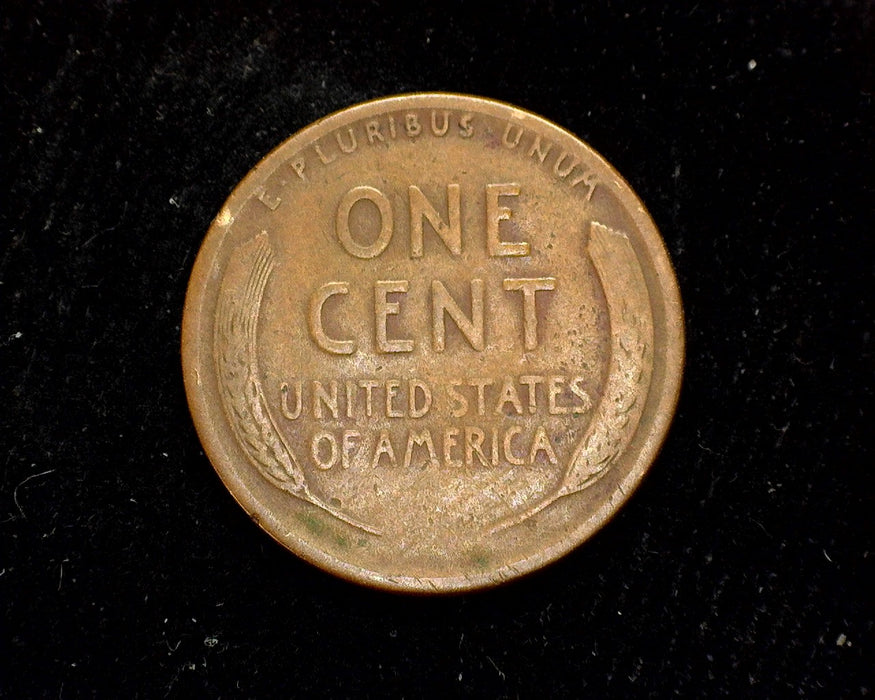 E·PLURIBUS·UNUM
ONE
CENT
UNITED STATES
OF AMERICA